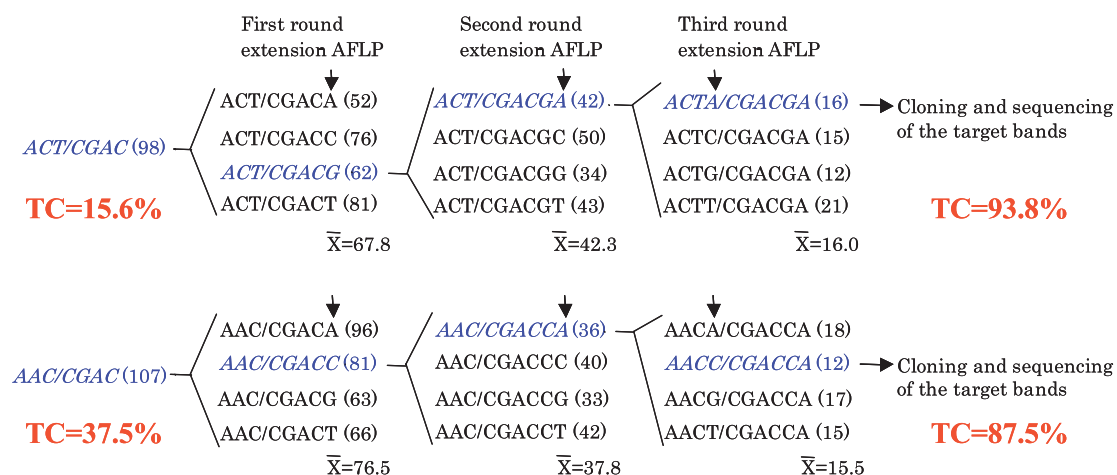 First round
extension AFLP
Second round
extension AFLP
Third round
extension AFLP
ACT/CGAC (98)
TC=15.6%
ACT/CGACA (52)
ACT/CGACC (76)
ACT/CGACG (62)
ACT/CGACT (81)
X̅=67.8
ACT/CGACGA (42)
ACT/CGACGC (50)
ACT/CGACGG (34)
ACT/CGACGT (43)
X̅=42.3
ACTA/CGACGA (16)
ACTC/CGACGA (15)
ACTG/CGACGA (12)
ACTT/CGACGA (21)
X̅=16.0
Cloning and sequencing
of the target bands
TC=93.8%
AAC/CGAC (107)
TC=37.5%
AAC/CGACA (96)
AAC/CGACC (81)
AAC/CGACG (63)
AAC/CGACT (66)
X̅=76.5
AAC/CGACCA (36)
AAC/CGACCC (40)
AAC/CGACCG (33)
AAC/CGACCT (42)
X̅=37.8
AACA/CGACCA (18)
AACC/CGACCA (12)
AACG/CGACCA (17)
AACT/CGACCA (15)
X̅=15.5
Cloning and sequencing
of the target bands
TC=87.5%